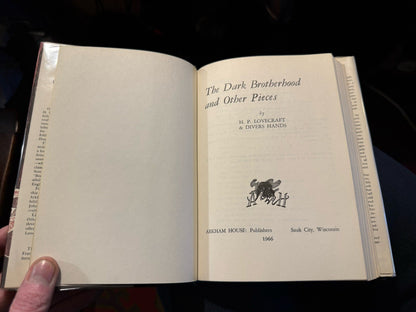 The Dark Brotherhood
and Other Pieces
by
H. P. LOVECRAFT
& DIVERS HANDS
A H
ARKHAM HOUSE: Publishers Sauk City, Wisconsin
1966